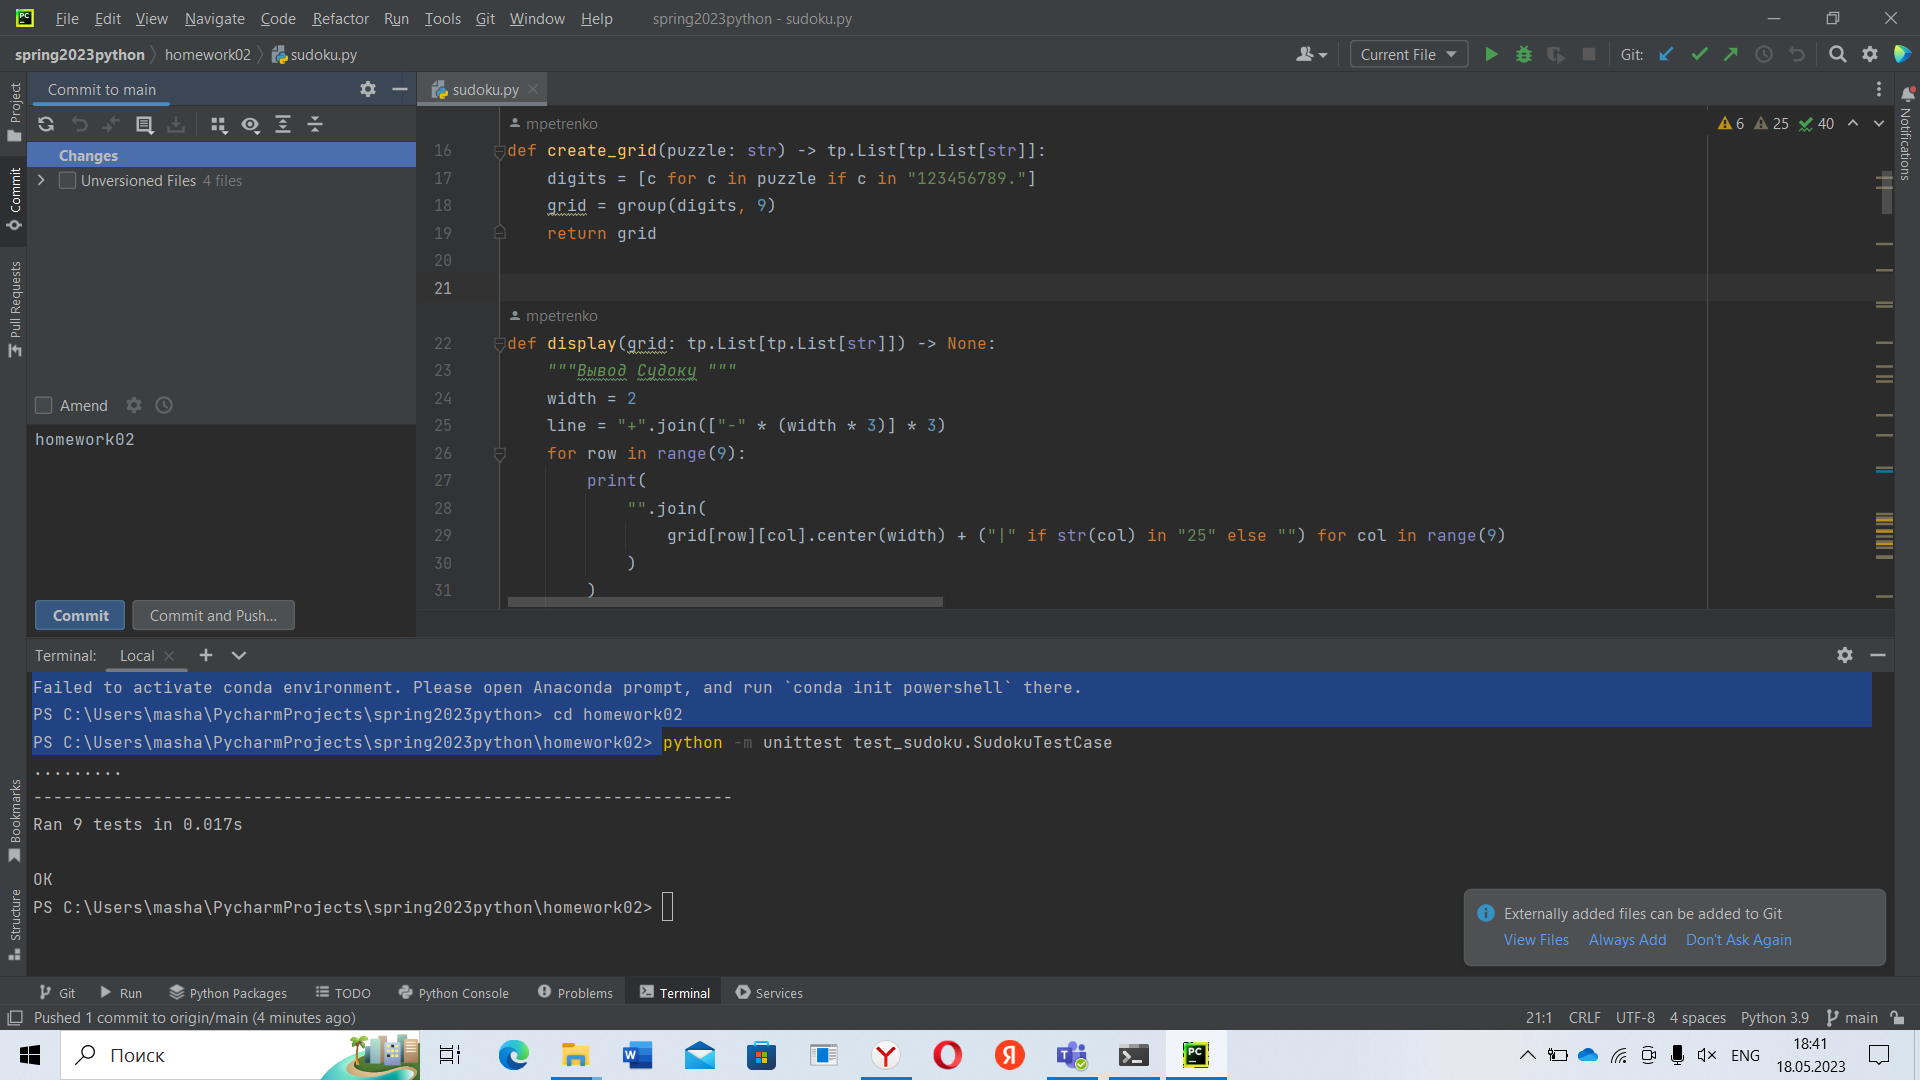 File Edit View Navigate Code Refactor Run Tools Git Window Help spring2023python - sudoku.py
spring2023python homework02 sudoku.py Current File Git:
Commit to main
sudoku.py
Project
Commit
Pull Requests
Bookmarks
Structure
Notifications
Changes
Unversioned Files 4 files
Amend
homework02
Commit Commit and Push...
6 25 40
mpetrenko
16 def create_grid(puzzle: str) -> tp.List[tp.List[str]]:
17 digits = [c for c in puzzle if c in "123456789."]
18 grid = group(digits, 9)
19 return grid
20
21
mpetrenko
22 def display(grid: tp.List[tp.List[str]]) -> None:
23 """Вывод Судоку """
24 width = 2
25 line = "+".join(["-" * (width * 3)] * 3)
26 for row in range(9):
27 print(
28 "".join(
29 grid[row][col].center(width) + ("|" if str(col) in "25" else "") for col in range(9)
30 )
31 )
Terminal: Local
Failed to activate conda environment. Please open Anaconda prompt, and run `conda init powershell` there.
PS C:\Users\masha\PycharmProjects\spring2023python> cd homework02
PS C:\Users\masha\PycharmProjects\spring2023python\homework02> python -m unittest test_sudoku.SudokuTestCase
.........
----------------------------------------------------------------------
Ran 9 tests in 0.017s
OK
PS C:\Users\masha\PycharmProjects\spring2023python\homework02>
Externally added files can be added to Git
View Files Always Add Don't Ask Again
Git Run Python Packages TODO Python Console Problems Terminal Services
Pushed 1 commit to origin/main (4 minutes ago) 21:1 CRLF UTF-8 4 spaces Python 3.9 main
Поиск
ENG
18:41
18.05.2023